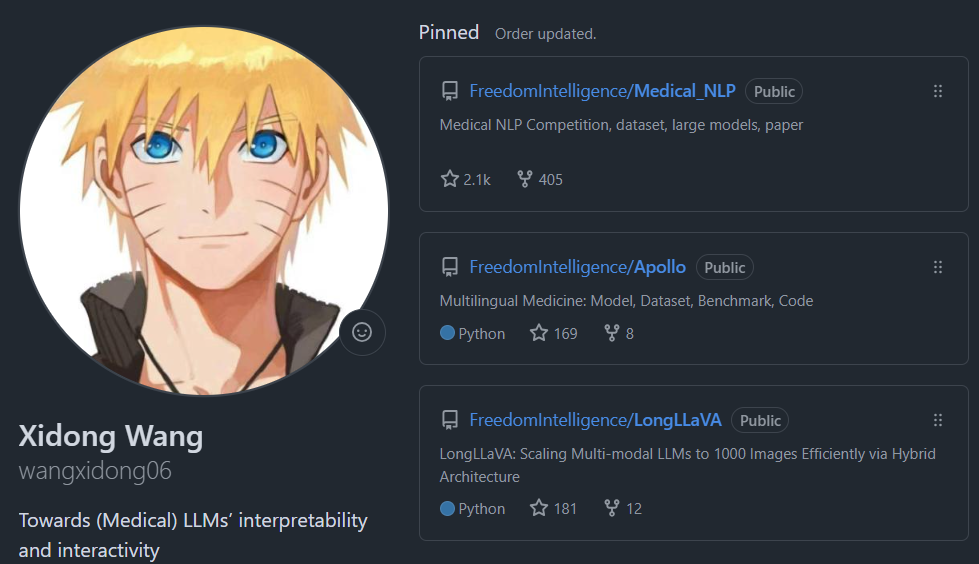 Pinned Order updated.
FreedomIntelligence/Medical_NLP Public
Medical NLP Competition, dataset, large models, paper
2.1k 405
FreedomIntelligence/Apollo Public
Multilingual Medicine: Model, Dataset, Benchmark, Code
Python 169 8
FreedomIntelligence/LongLLaVA Public
LongLLaVA: Scaling Multi-modal LLMs to 1000 Images Efficiently via Hybrid
Architecture
Python 181 12
Xidong Wang
wangxidong06
Towards (Medical) LLMs’ interpretability
and interactivity